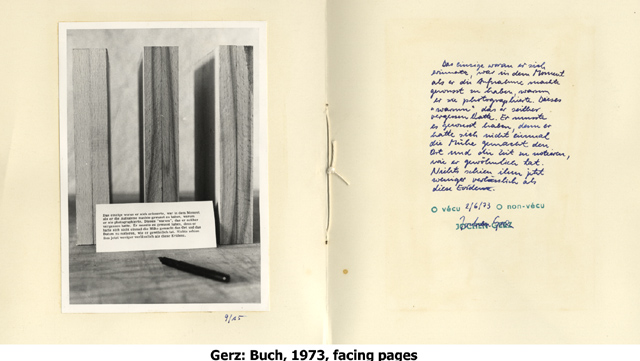 Das einzige woran er sich erinnerte, war in dem Moment,
als er die Aufnahme machte gewusst zu haben, warum
er sie photographierte. Dieses "warum", das er seither
vergessen hatte. Er musste es gewusst haben, denn er
hatte sich nicht einmal die Mühe gemacht den Ort und das
zu notieren, wie er gewöhnlich tat. Nichts schien
ihm jetzt weniger verlässlich als diese Evidenz.
9/25
Das einzige woran er sich
erinnerte, war in dem Moment
als er die Aufnahme machte
gewusst zu haben, warum
er sie photographierte. Dieses
"warum" das er seither
vergessen hatte. Er musste
es gewusst haben, denn er
hatte sich nicht einmal
die Mühe gemacht den
Ort und die Zeit zu notieren,
wie er gewöhnlich tat.
Nichts schien ihm jetzt
weniger verlässlich als
diese Evidenz.
O vécu 2/6/73 O non-vécu
JOCHEN GERZ
Gerz: Buch, 1973, facing pages